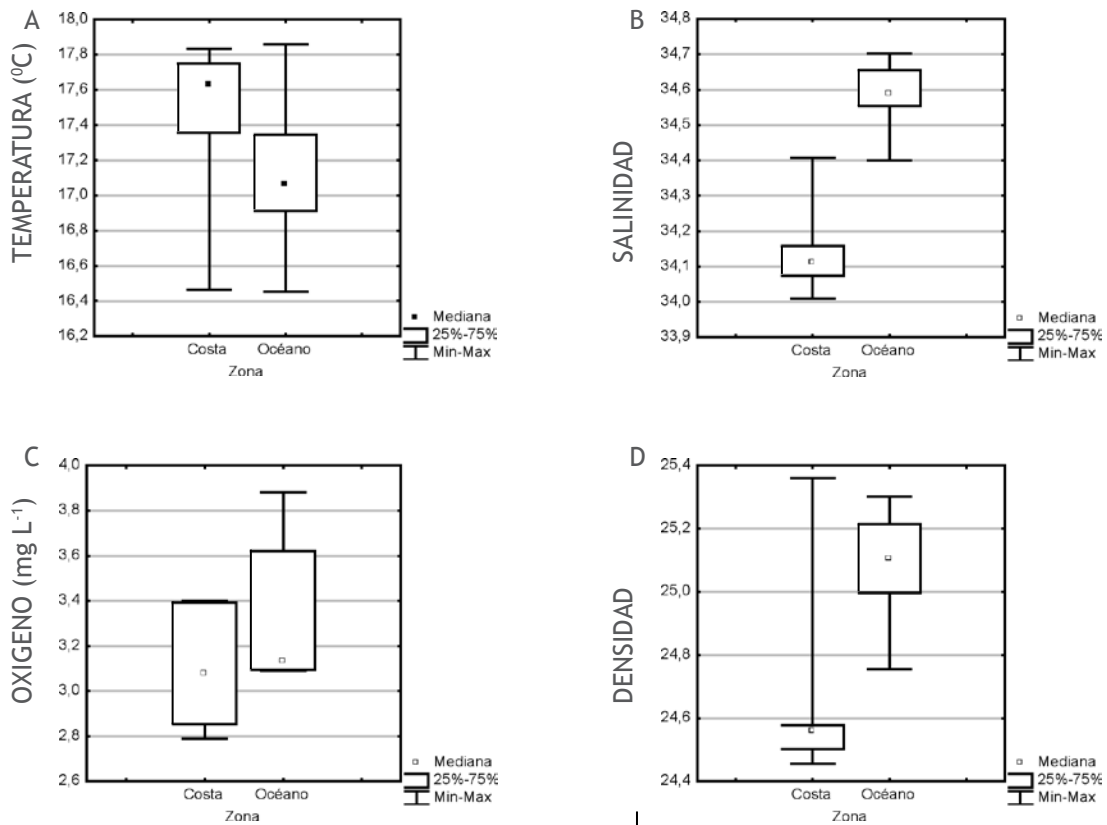 A
TEMPERATURA (⁰C)
18,0
17,8
17,6
17,4
17,2
17,0
16,8
16,6
16,4
16,2
Costa Océano
Zona
Mediana
25%-75%
Min-Max
B
SALINIDAD
34,8
34,7
34,6
34,5
34,4
34,3
34,2
34,1
34,0
33,9
Costa Océano
Zona
Mediana
25%-75%
Min-Max
C
OXIGENO (mg L⁻¹)
4,0
3,8
3,6
3,4
3,2
3,0
2,8
2,6
Costa Océano
Zona
Mediana
25%-75%
Min-Max
D
DENSIDAD
25,4
25,2
25,0
24,8
24,6
24,4
Costa Océano
Zona
Mediana
25%-75%
Min-Max